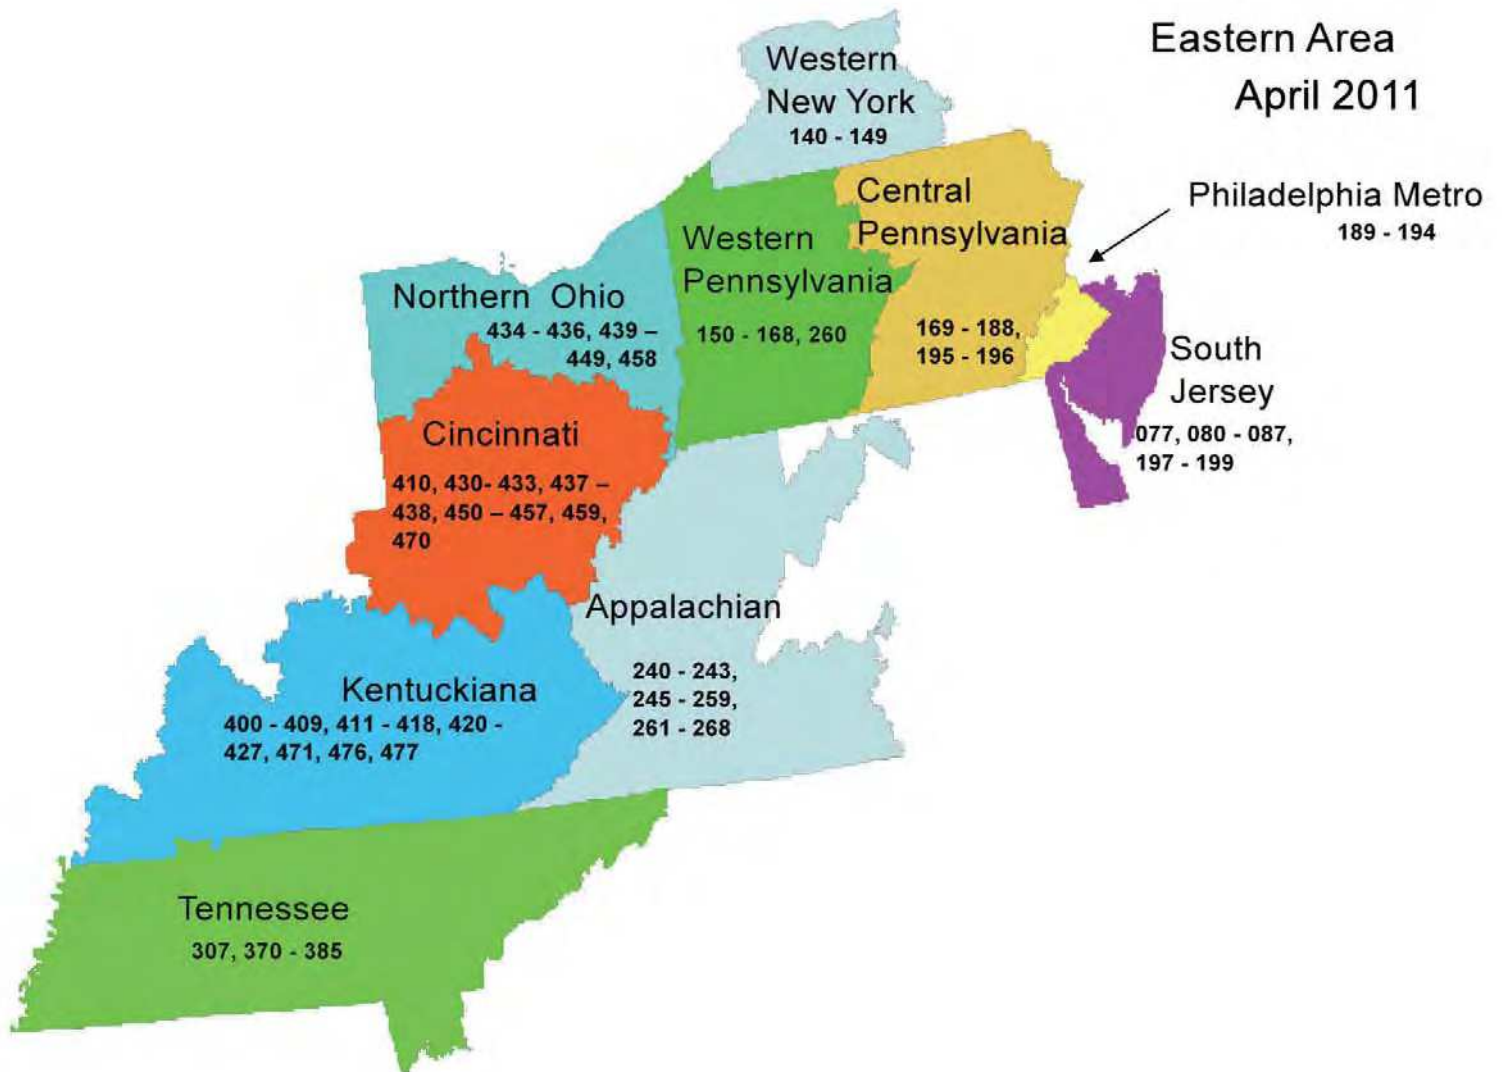 Eastern Area
April 2011
Western
New York
140 - 149
Philadelphia Metro
189 - 194
Central
Pennsylvania
169 - 188,
195 - 196
Western
Pennsylvania
150 - 168, 260
Northern Ohio
434 - 436, 439 –
449, 458
South
Jersey
077, 080 - 087,
197 - 199
Cincinnati
410, 430- 433, 437 –
438, 450 – 457, 459,
470
Appalachian
240 - 243,
245 - 259,
261 - 268
Kentuckiana
400 - 409, 411 - 418, 420 -
427, 471, 476, 477
Tennessee
307, 370 - 385